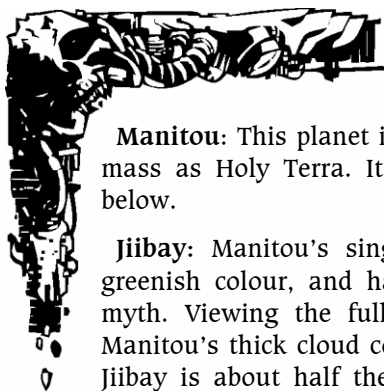 Manitou: This planet i
mass as Holy Terra. It
below.
Jiibay: Manitou's sing
greenish colour, and ha
myth. Viewing the full
Manitou's thick cloud c
Jiibay is about half the